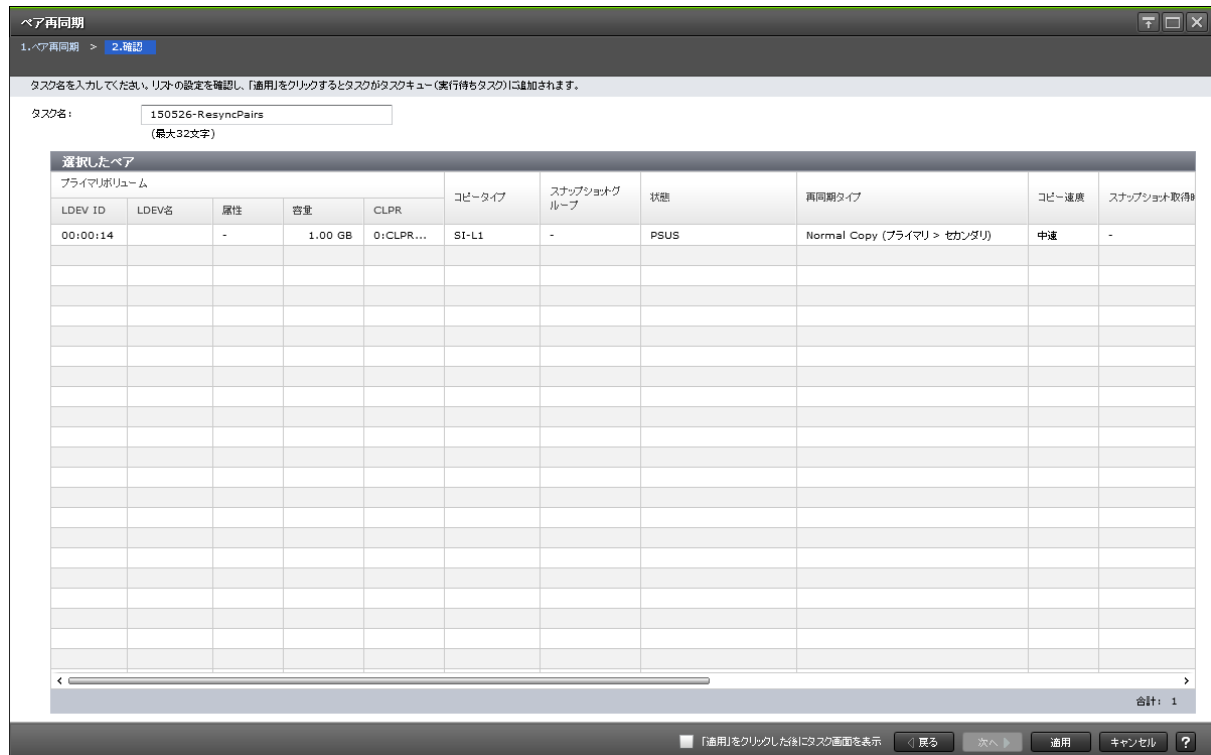 ペア再同期
1.ペア再同期 > 2.確認
タスク名を入力してください。リストの設定を確認し、「適用」をクリックするとタスクがタスクキュー(実行待ちタスク)に追加されます。
タスク名: 150526-ResyncPairs
(最大32文字)
選択したペア
プライマリボリューム コピータイプ スナップショットグループ 状態 再同期タイプ コピー速度 スナップショット取得
LDEV ID LDEV名 属性 容量 CLPR
00:00:14 - 1.00 GB 0:CLPR... SI-L1 - PSUS Normal Copy (プライマリ > セカンダリ) 中速 -
合計: 1
「適用」をクリックした後にタスク画面を表示 戻る 次へ 適用 キャンセル ?